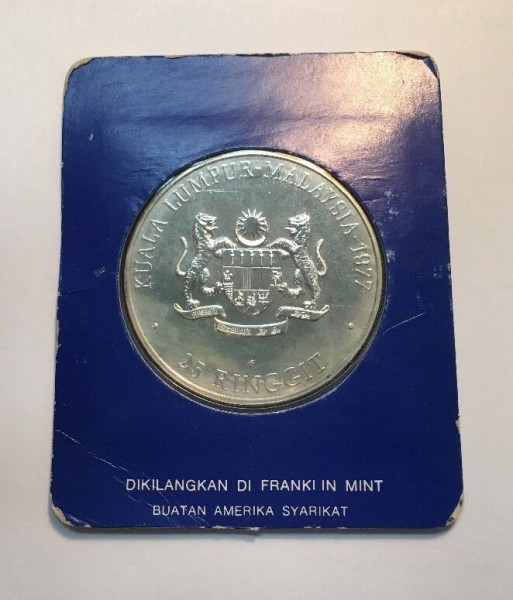 KUALA LUMPUR·MALAYSIA·1977
25 RINGGIT
DIKILANGKAN DI FRANKLIN MINT
BUATAN AMERIKA SYARIKAT